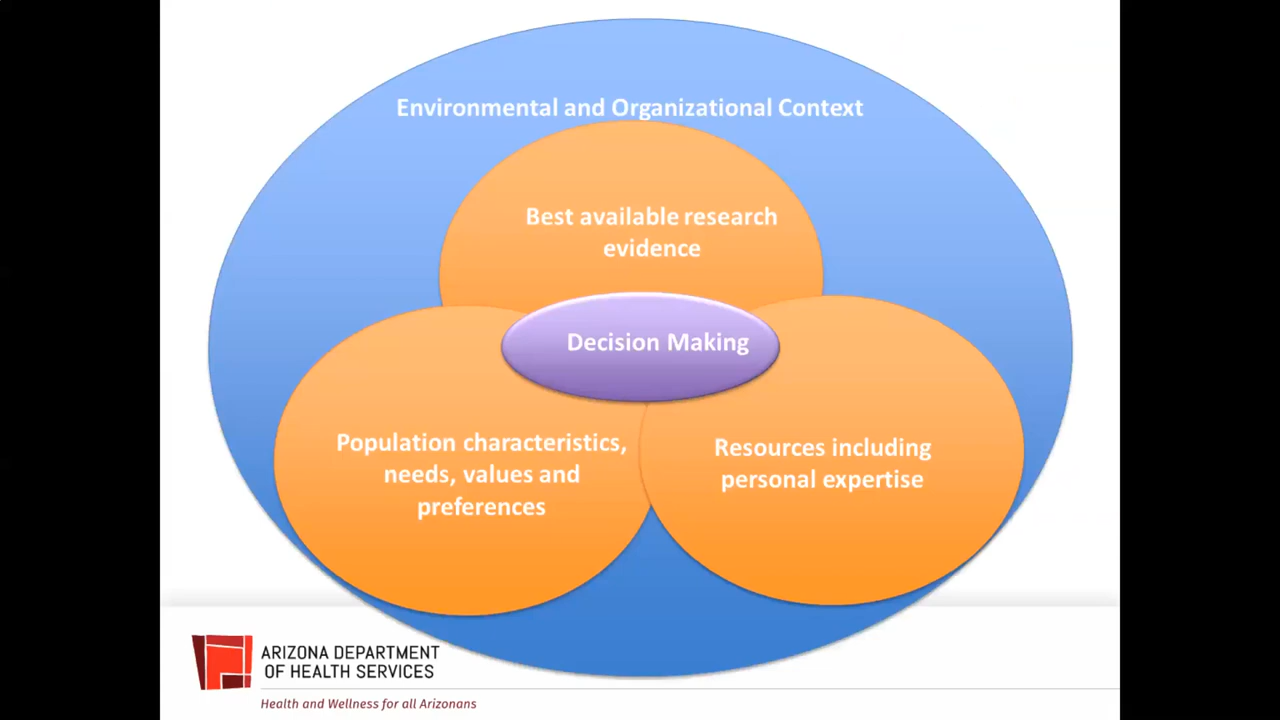 Environmental and Organizational Context
Best available research
evidence
Decision Making
Population characteristics,
needs, values and
preferences
Resources including
personal expertise
ARIZONA DEPARTMENT
OF HEALTH SERVICES
Health and Wellness for all Arizonans